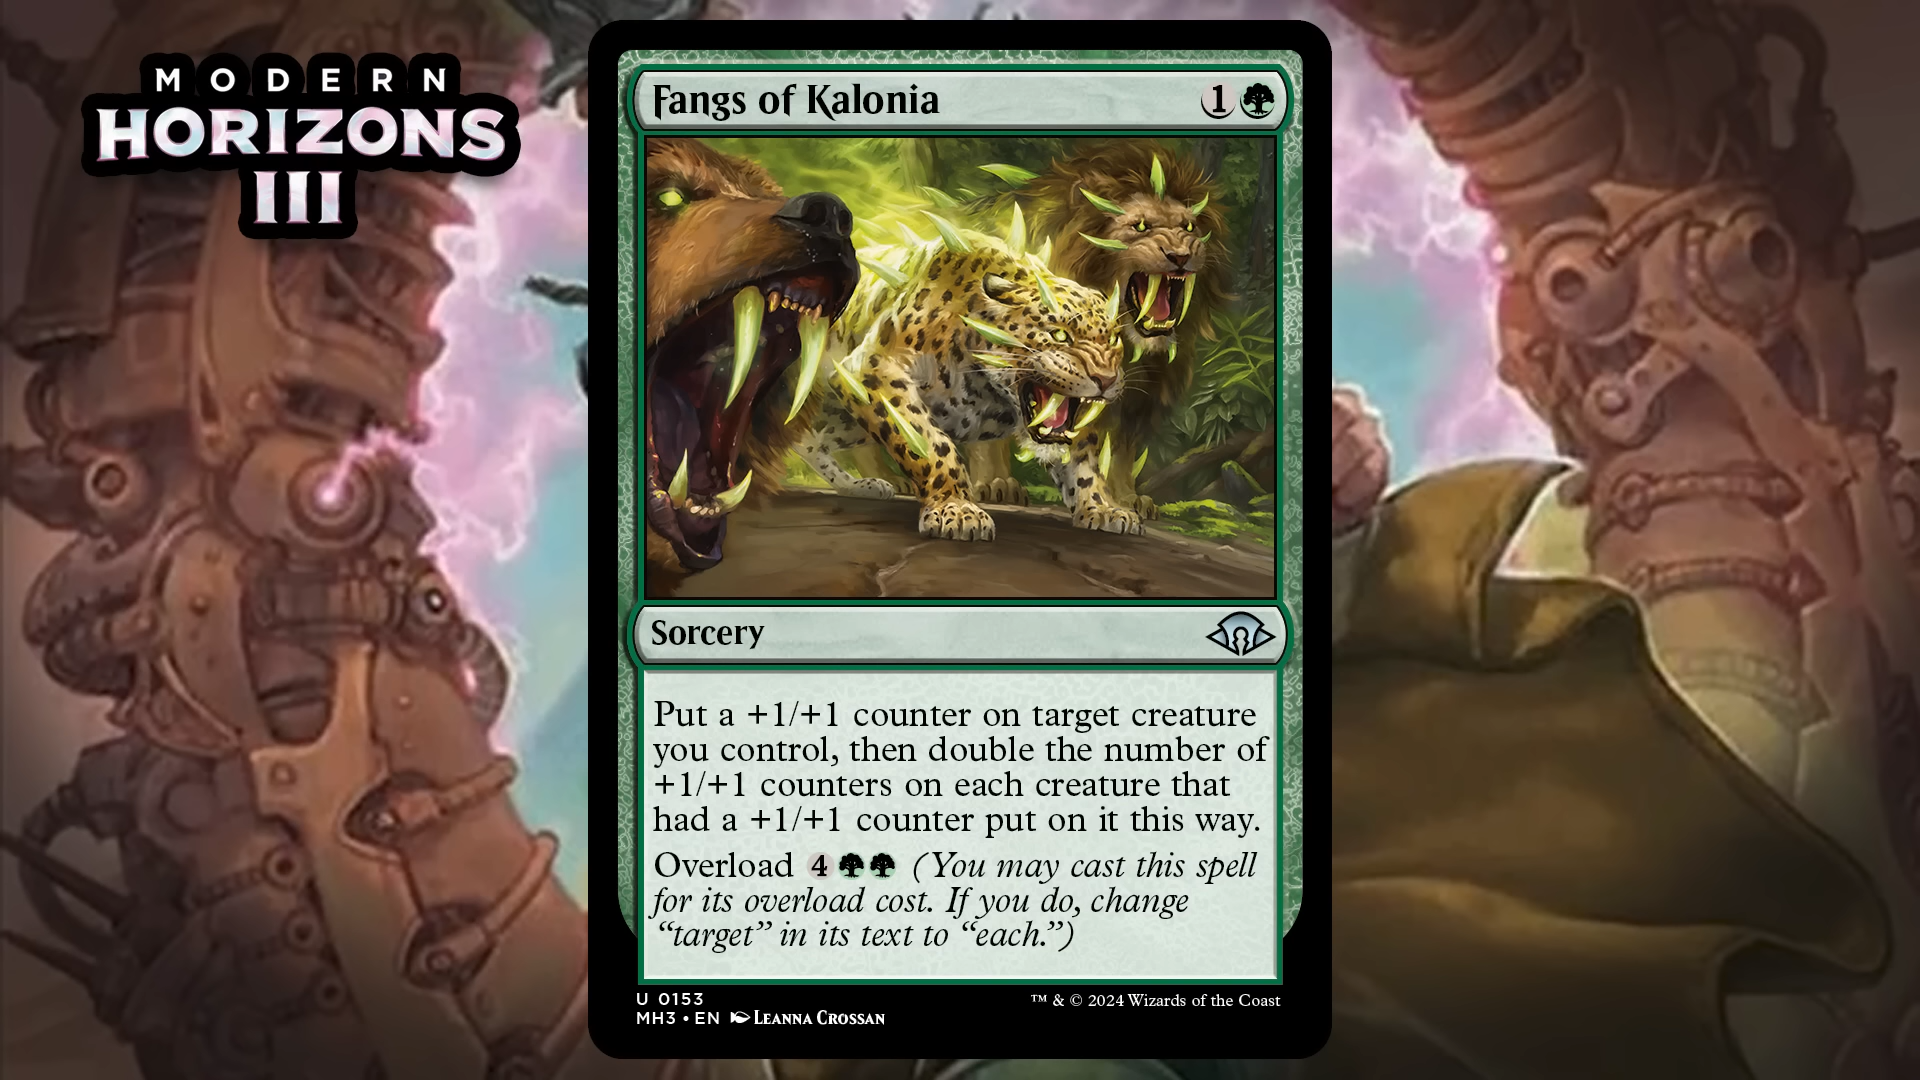 MODERN
HORIZONS
III
Fangs of Kalonia 1
Sorcery
Put a +1/+1 counter on target creature
you control, then double the number of
+1/+1 counters on each creature that
had a +1/+1 counter put on it this way.
Overload 4 (You may cast this spell
for its overload cost. If you do, change
“target” in its text to “each.”)
U 0153
MH3 • EN Leanna Crossan
™ & © 2024 Wizards of the Coast